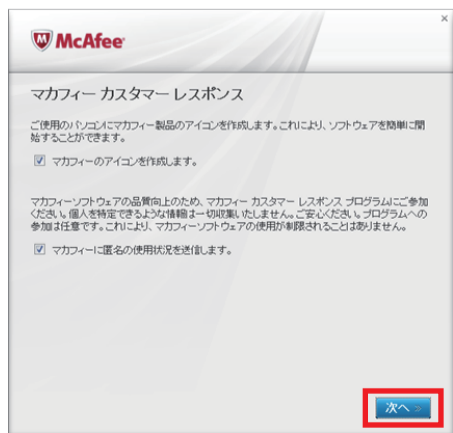 ×
McAfee
マカフィー カスタマー レスポンス
ご使用のパソコンにマカフィー製品のアイコンを作成します。これにより、ソフトウェアを簡単に開
始することができます。
マカフィーのアイコンを作成します。
マカフィーソフトウェアの品質向上のため、マカフィー カスタマー レスポンス プログラムにご参加
ください。個人を特定できるような情報は一切収集いたしません。ご安心ください。プログラムへの
参加は任意です。これにより、マカフィーソフトウェアの使用が制限されることはありません。
マカフィーに匿名の使用状況を送信します。
次へ >